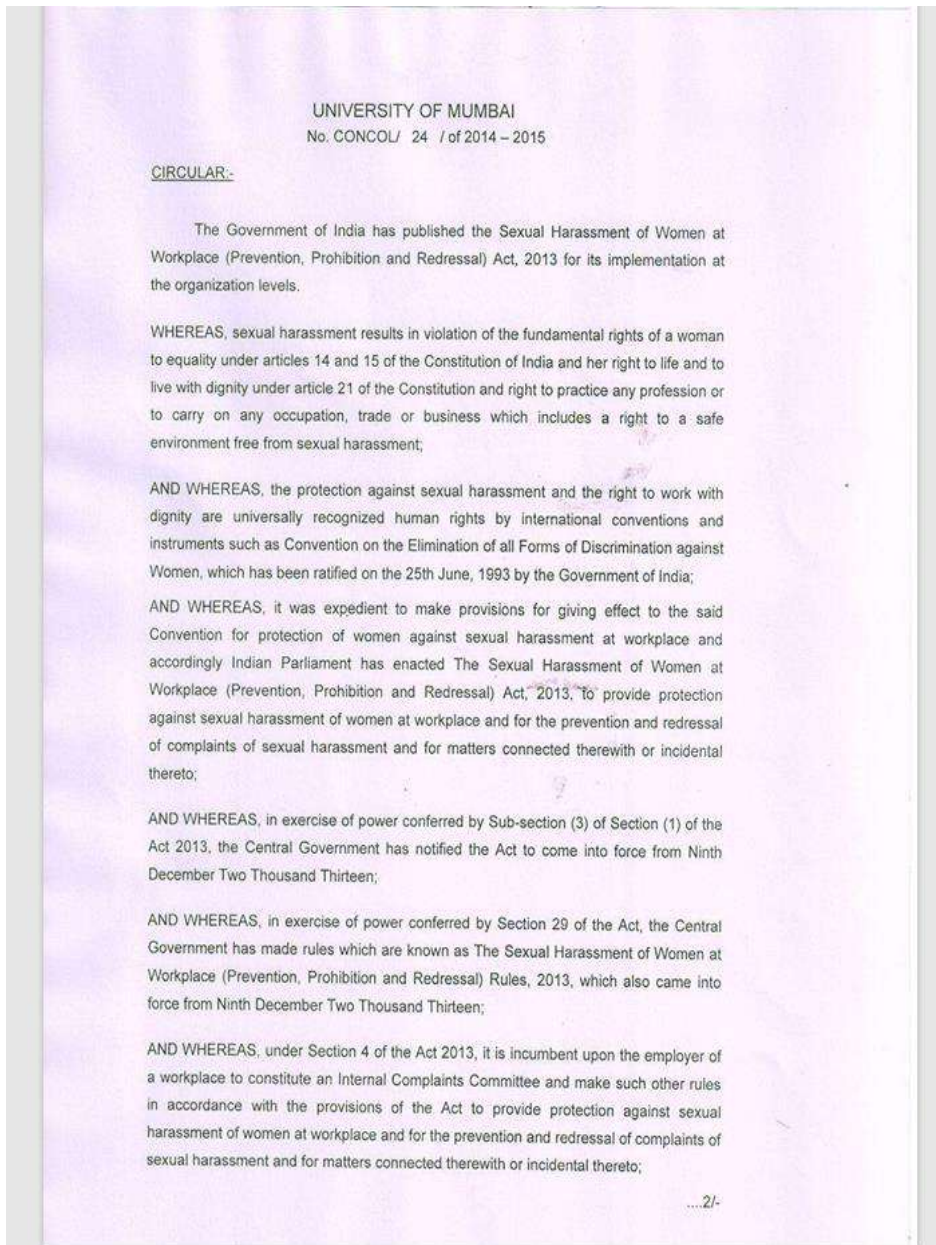 UNIVERSITY OF MUMBAI
No. CONCOL/ 24 / of 2014 – 2015
CIRCULAR:-
The Government of India has published the Sexual Harassment of Women at
Workplace (Prevention, Prohibition and Redressal) Act, 2013 for its implementation at
the organization levels.
WHEREAS, sexual harassment results in violation of the fundamental rights of a woman
to equality under articles 14 and 15 of the Constitution of India and her right to life and to
live with dignity under article 21 of the Constitution and right to practice any profession or
to carry on any occupation, trade or business which includes a right to a safe
environment free from sexual harassment;
AND WHEREAS, the protection against sexual harassment and the right to work with
dignity are universally recognized human rights by international conventions and
instruments such as Convention on the Elimination of all Forms of Discrimination against
Women, which has been ratified on the 25th June, 1993 by the Government of India;
AND WHEREAS, it was expedient to make provisions for giving effect to the said
Convention for protection of women against sexual harassment at workplace and
accordingly Indian Parliament has enacted The Sexual Harassment of Women at
Workplace (Prevention, Prohibition and Redressal) Act, 2013, to provide protection
against sexual harassment of women at workplace and for the prevention and redressal
of complaints of sexual harassment and for matters connected therewith or incidental
thereto;
AND WHEREAS, in exercise of power conferred by Sub-section (3) of Section (1) of the
Act 2013, the Central Government has notified the Act to come into force from Ninth
December Two Thousand Thirteen;
AND WHEREAS, in exercise of power conferred by Section 29 of the Act, the Central
Government has made rules which are known as The Sexual Harassment of Women at
Workplace (Prevention, Prohibition and Redressal) Rules, 2013, which also came into
force from Ninth December Two Thousand Thirteen;
AND WHEREAS, under Section 4 of the Act 2013, it is incumbent upon the employer of
a workplace to constitute an Internal Complaints Committee and make such other rules
in accordance with the provisions of the Act to provide protection against sexual
harassment of women at workplace and for the prevention and redressal of complaints of
sexual harassment and for matters connected therewith or incidental thereto;
....2/-